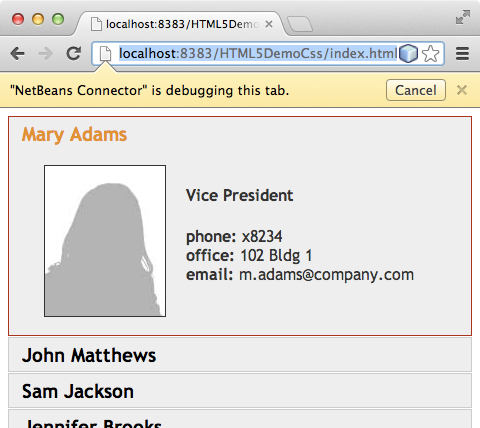 localhost:8383/HTML5Demo
localhost:8383/HTML5DemoCss/index.html
"NetBeans Connector" is debugging this tab.
Cancel
Mary Adams
Vice President
phone: x8234
office: 102 Bldg 1
email: m.adams@company.com
John Matthews
Sam Jackson
Jennifer Brooks